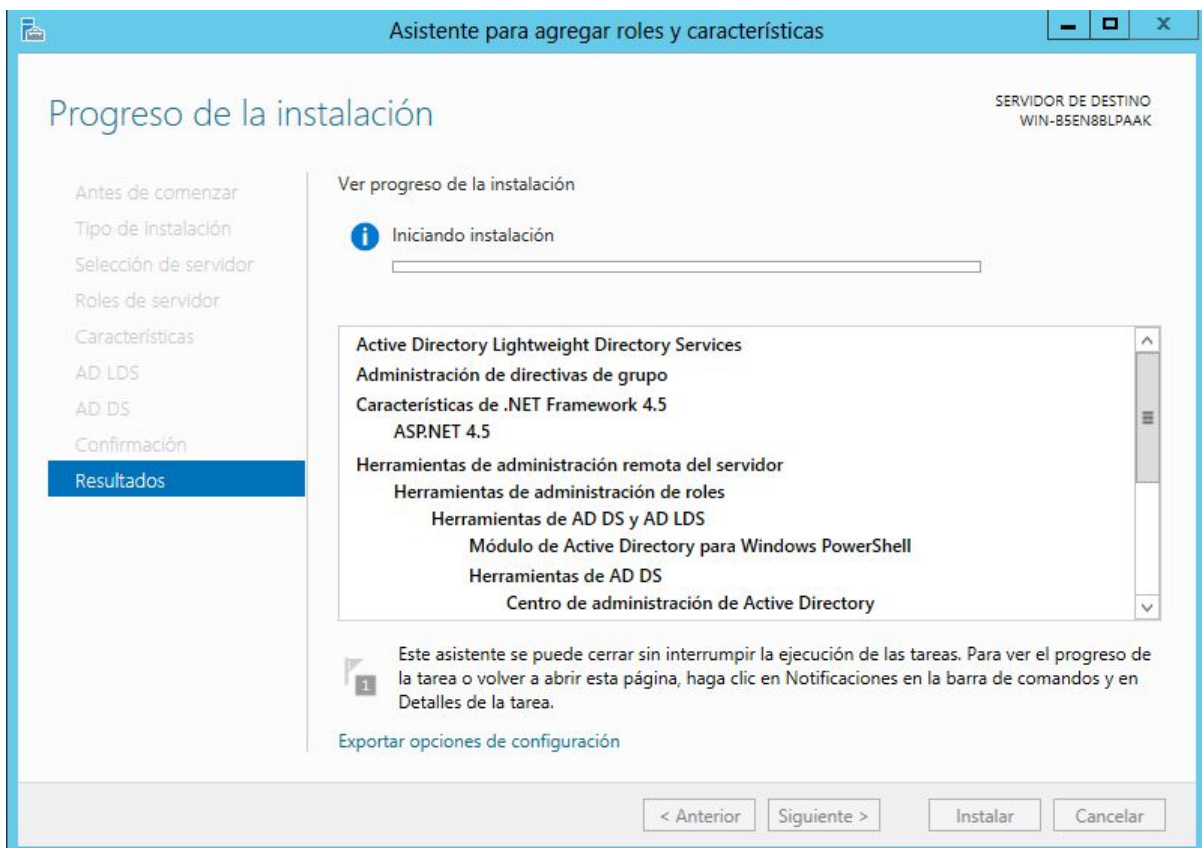 Asistente para agregar roles y características
Progreso de la instalación
SERVIDOR DE DESTINO
WIN-B5EN8BLPAAK
Antes de comenzar
Tipo de instalación
Selección de servidor
Roles de servidor
Características
AD LDS
AD DS
Confirmación
Resultados
Ver progreso de la instalación
Iniciando instalación
Active Directory Lightweight Directory Services
Administración de directivas de grupo
Características de .NET Framework 4.5
ASP.NET 4.5
Herramientas de administración remota del servidor
Herramientas de administración de roles
Herramientas de AD DS y AD LDS
Módulo de Active Directory para Windows PowerShell
Herramientas de AD DS
Centro de administración de Active Directory
1
Este asistente se puede cerrar sin interrumpir la ejecución de las tareas. Para ver el progreso de
la tarea o volver a abrir esta página, haga clic en Notificaciones en la barra de comandos y en
Detalles de la tarea.
Exportar opciones de configuración
< Anterior
Siguiente >
Instalar
Cancelar